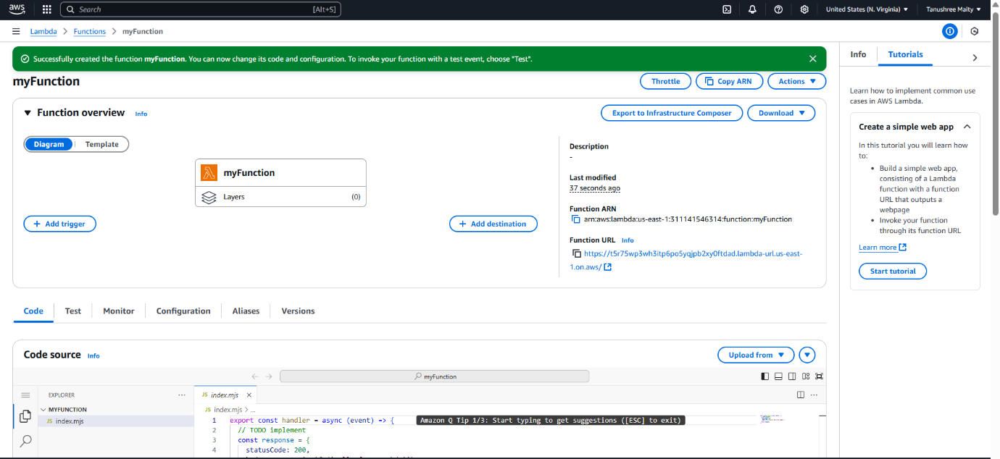 aws
Search [Alt+S]
United States (N. Virginia)
Tanushree Maity
Lambda
Functions
myFunction
Successfully created the function myFunction. You can now change its code and configuration. To invoke your function with a test event, choose "Test".
myFunction
Throttle
Copy ARN
Actions
Function overview Info
Export to Infrastructure Composer
Download
Diagram
Template
myFunction
Layers (0)
Add trigger
Add destination
Description
-
Last modified
37 seconds ago
Function ARN
arn:aws:lambda:us-east-1:311141546314:function:myFunction
Function URL Info
https://t5r75wp3wh3itp6po5yqjpb2xy0ftdad.lambda-url.us-east-
1.on.aws/
Code
Test
Monitor
Configuration
Aliases
Versions
Code source Info
Upload from
myFunction
EXPLORER
MYFUNCTION
JS index.mjs
JS index.mjs
JS index.mjs > ...
1 export const handler = async (event) => {
Amazon Q Tip 1/3: Start typing to get suggestions ([ESC] to exit)
2 // TODO implement
3 const response = {
4 statusCode: 200,
Info
Tutorials
Learn how to implement common use
cases in AWS Lambda.
Create a simple web app
In this tutorial you will learn how
to:
• Build a simple web app,
consisting of a Lambda
function with a function
URL that outputs a
webpage
• Invoke your function
through its function URL
Learn more
Start tutorial